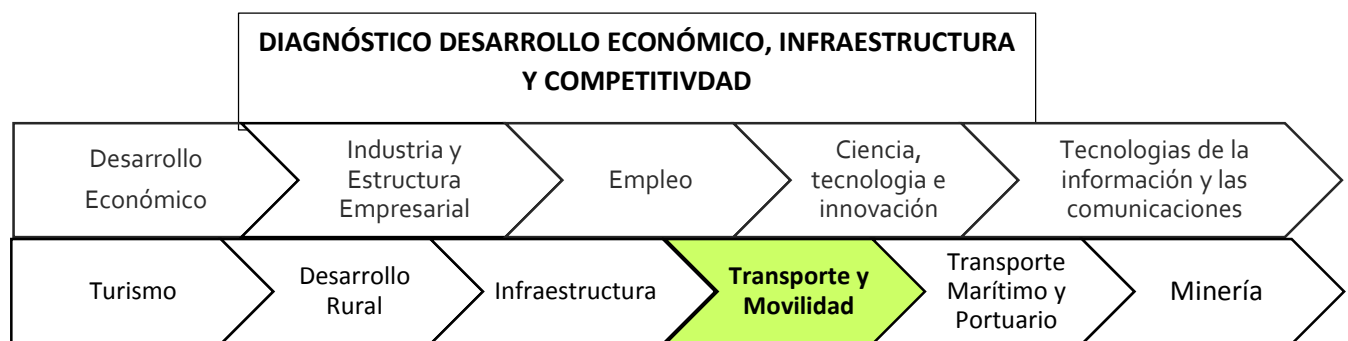 DIAGNÓSTICO DESARROLLO ECONÓMICO, INFRAESTRUCTURA
Y COMPETITIVDAD
Desarrollo
Económico
Industria y
Estructura
Empresarial
Empleo
Ciencia,
tecnologia e
innovación
Tecnologias de la
información y las
comunicaciones
Turismo
Desarrollo
Rural
Infraestructura
Transporte y
Movilidad
Transporte
Marítimo y
Portuario
Minería